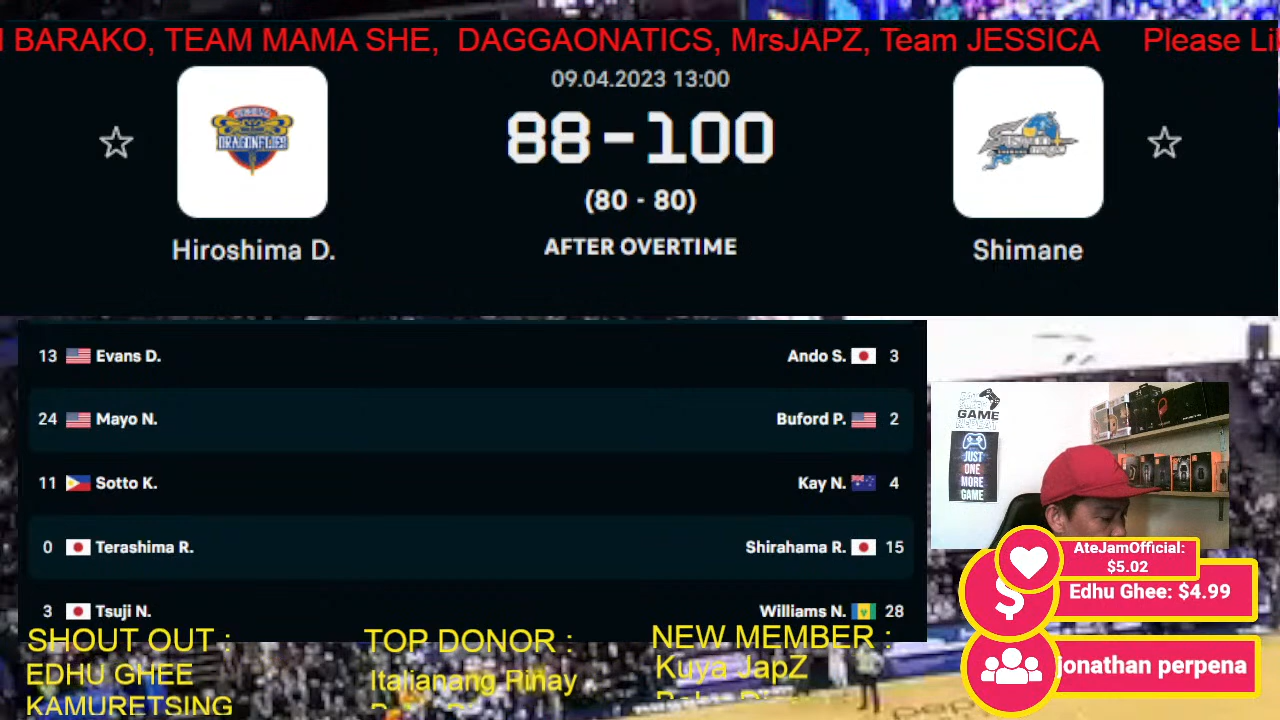 BARAKO, TEAM MAMA SHE, DAGGAONATICS, MrsJAPZ, Team JESSICA Please Li
DRAGONFLIES
09.04.2023 13:00
88-100
(80 - 80)
AFTER OVERTIME
Hiroshima D.
Shimane
13 Evans D.
Ando S. 3
24 Mayo N.
Buford P. 2
11 Sotto K.
Kay N. 4
0 Terashima R.
Shirahama R. 15
3 Tsuji N.
Williams N. 28
GAME
REPEAT
JUST
ONE
MORE
GAME
AteJamOfficial:
$5.02
$
Edhu Ghee: $4.99
jonathan perpena
SHOUT OUT :
EDHU GHEE
KAMURETSING
TOP DONOR :
Italianang Pinay
NEW MEMBER :
Kuya JapZ